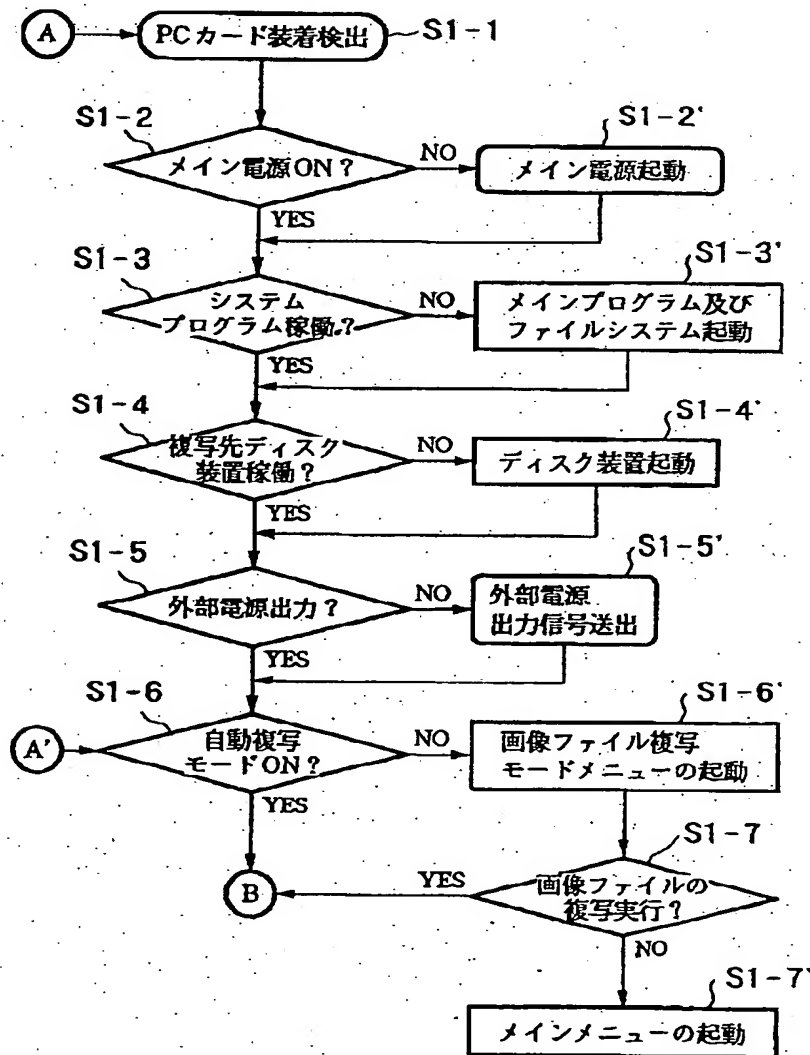 A
PCカード装着検出
S1-1
S1-2
メイン電源ON？
NO
S1-2'
メイン電源起動
YES
S1-3
システム
プログラム稼働？
NO
S1-3'
メインプログラム及び
ファイルシステム起動
YES
S1-4
複写先ディスク
装置稼働？
NO
S1-4'
ディスク装置起動
YES
S1-5
外部電源出力？
NO
S1-5'
外部電源
出力信号送出
YES
S1-6
A'
自動複写
モードON？
NO
S1-6'
画像ファイル複写
モードメニューの起動
YES
S1-7
B
YES
画像ファイルの
複写実行？
NO
S1-7'
メインメニューの起動